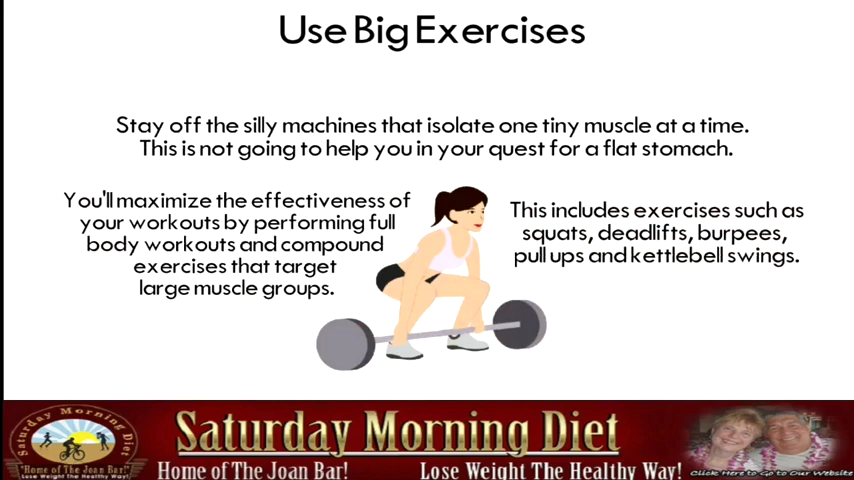 Use Big Exercises
Stay off the silly machines that isolate one tiny muscle at a time.
This is not going to help you in your quest for a flat stomach.
You'll maximize the effectiveness of
your workouts by performing full
body workouts and compound
exercises that target
large muscle groups.
This includes exercises such as
squats, deadlifts, burpees,
pull ups and kettlebell swings.
Saturday Morning Diet
"Home of The Joan Bar!"
Lose Weight The Healthy Way!
Saturday Morning Diet
Home of The Joan Bar!
Lose Weight The Healthy Way!
Click Here to Go to Our Website